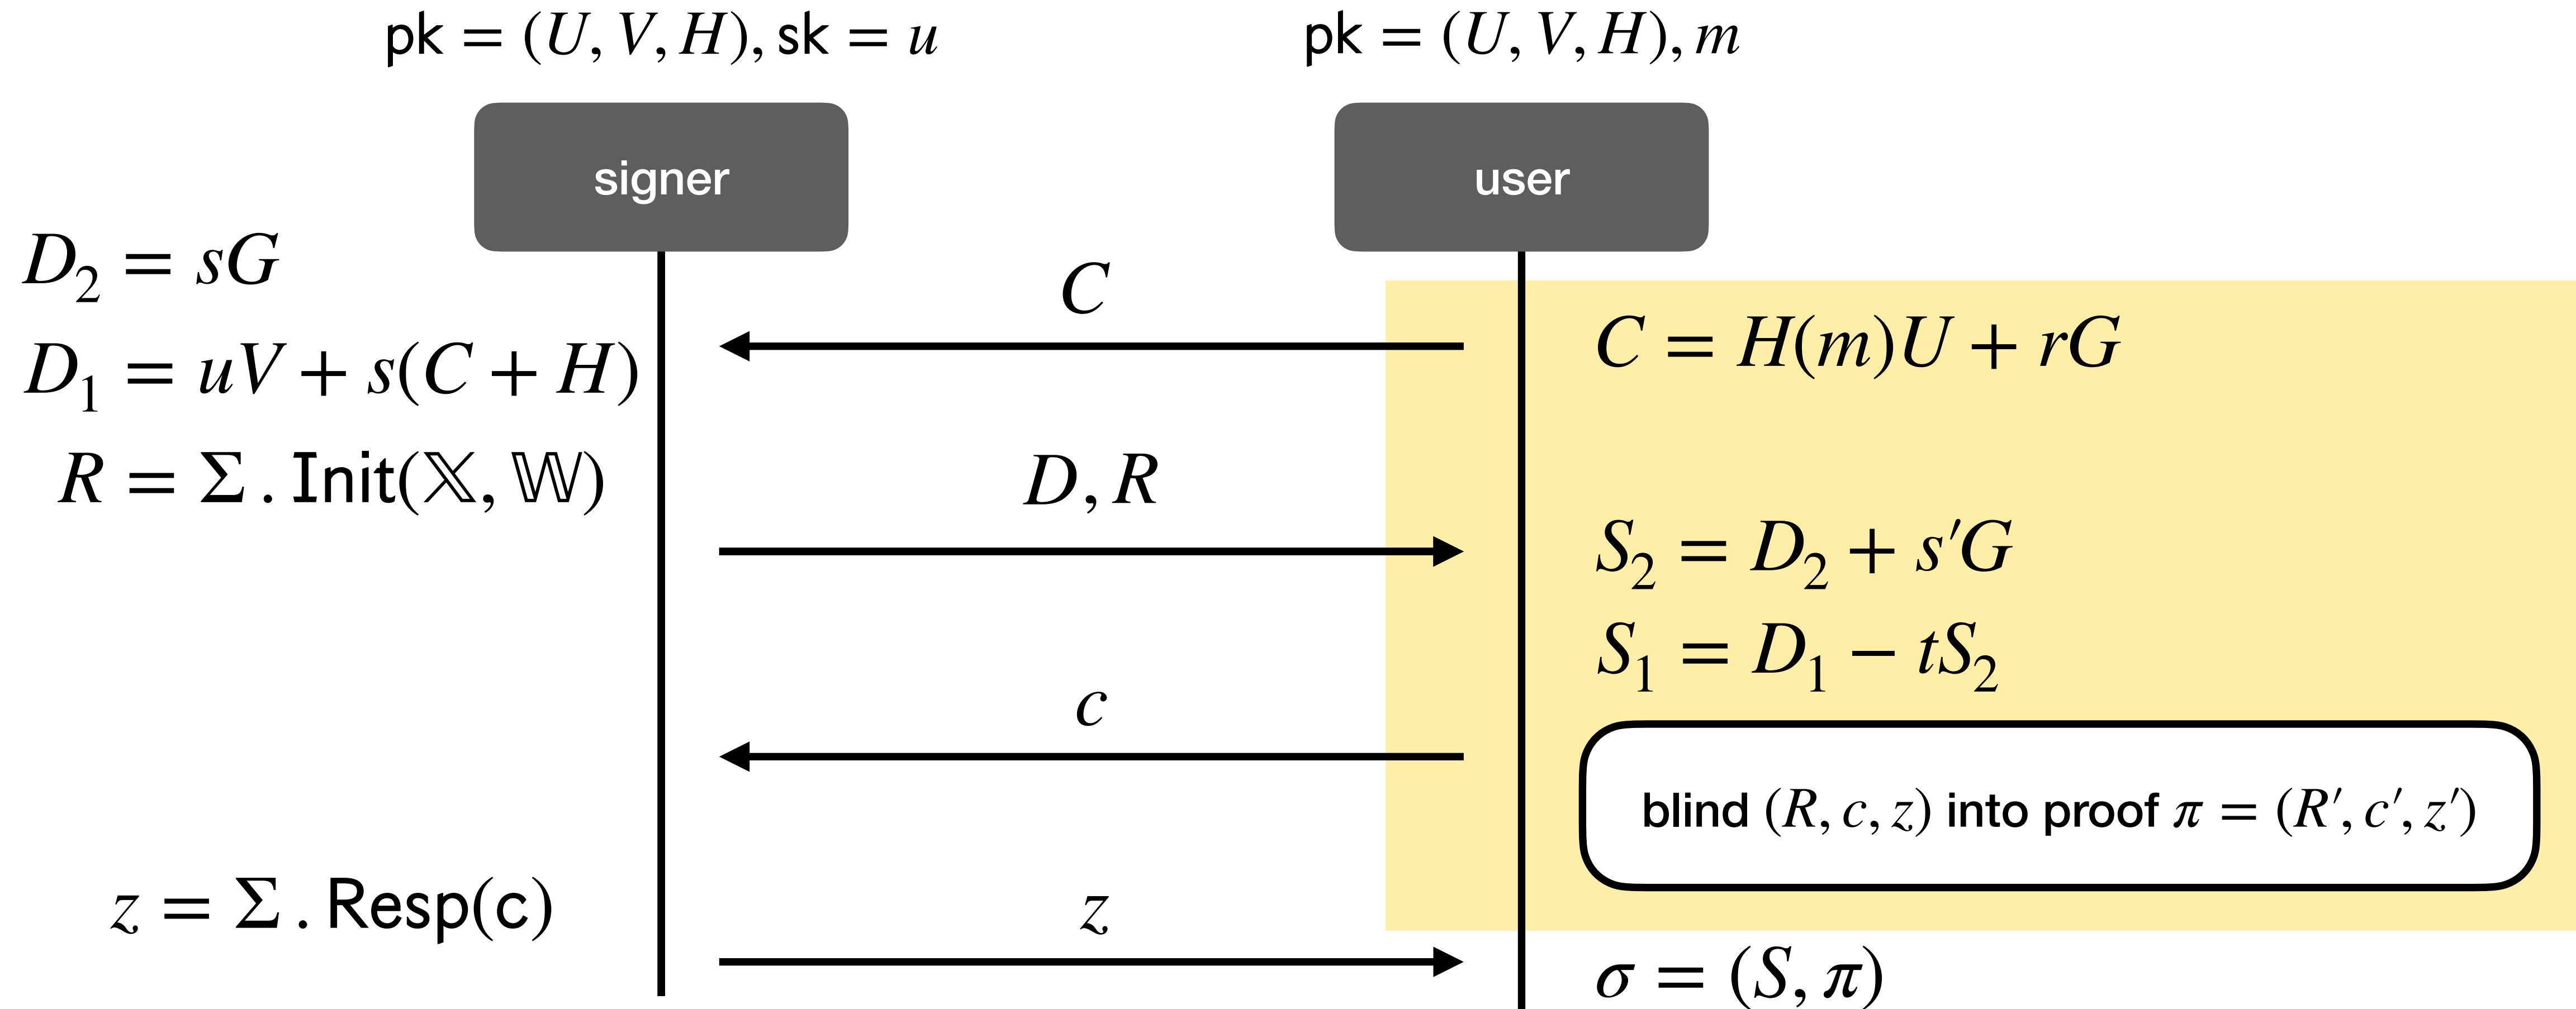 pk = (U, V, H), sk = u
pk = (U, V, H), m
signer
user
D₂ = sG
C
C = H(m)U + rG
D₁ = uV + s(C + H)
R = Σ . Init(𝕏, 𝕎)
D, R
S₂ = D₂ + s′G
S₁ = D₁ − tS₂
c
blind (R, c, z) into proof π = (R′, c′, z′)
z = Σ . Resp(c)
z
σ = (S, π)